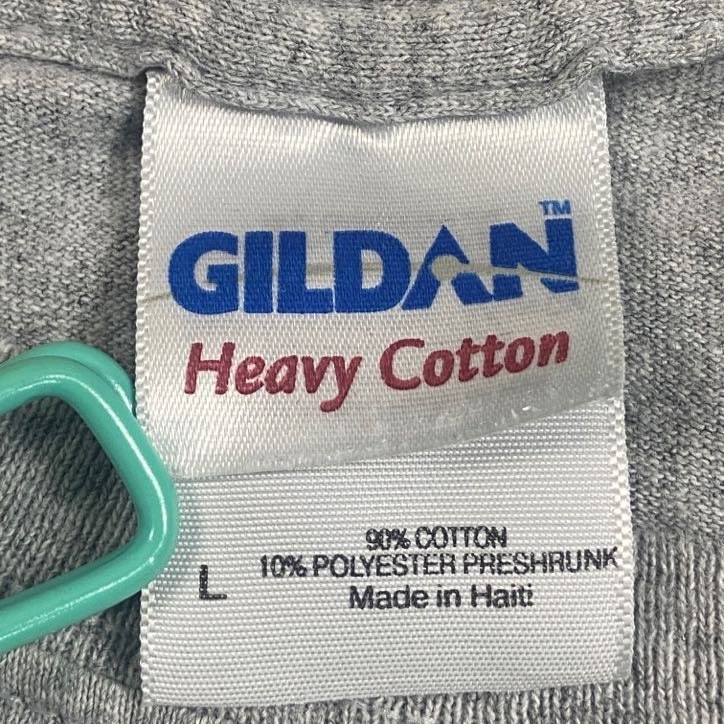 GILDAN™
Heavy Cotton
90% COTTON
10% POLYESTER PRESHRUNK
L Made in Haiti